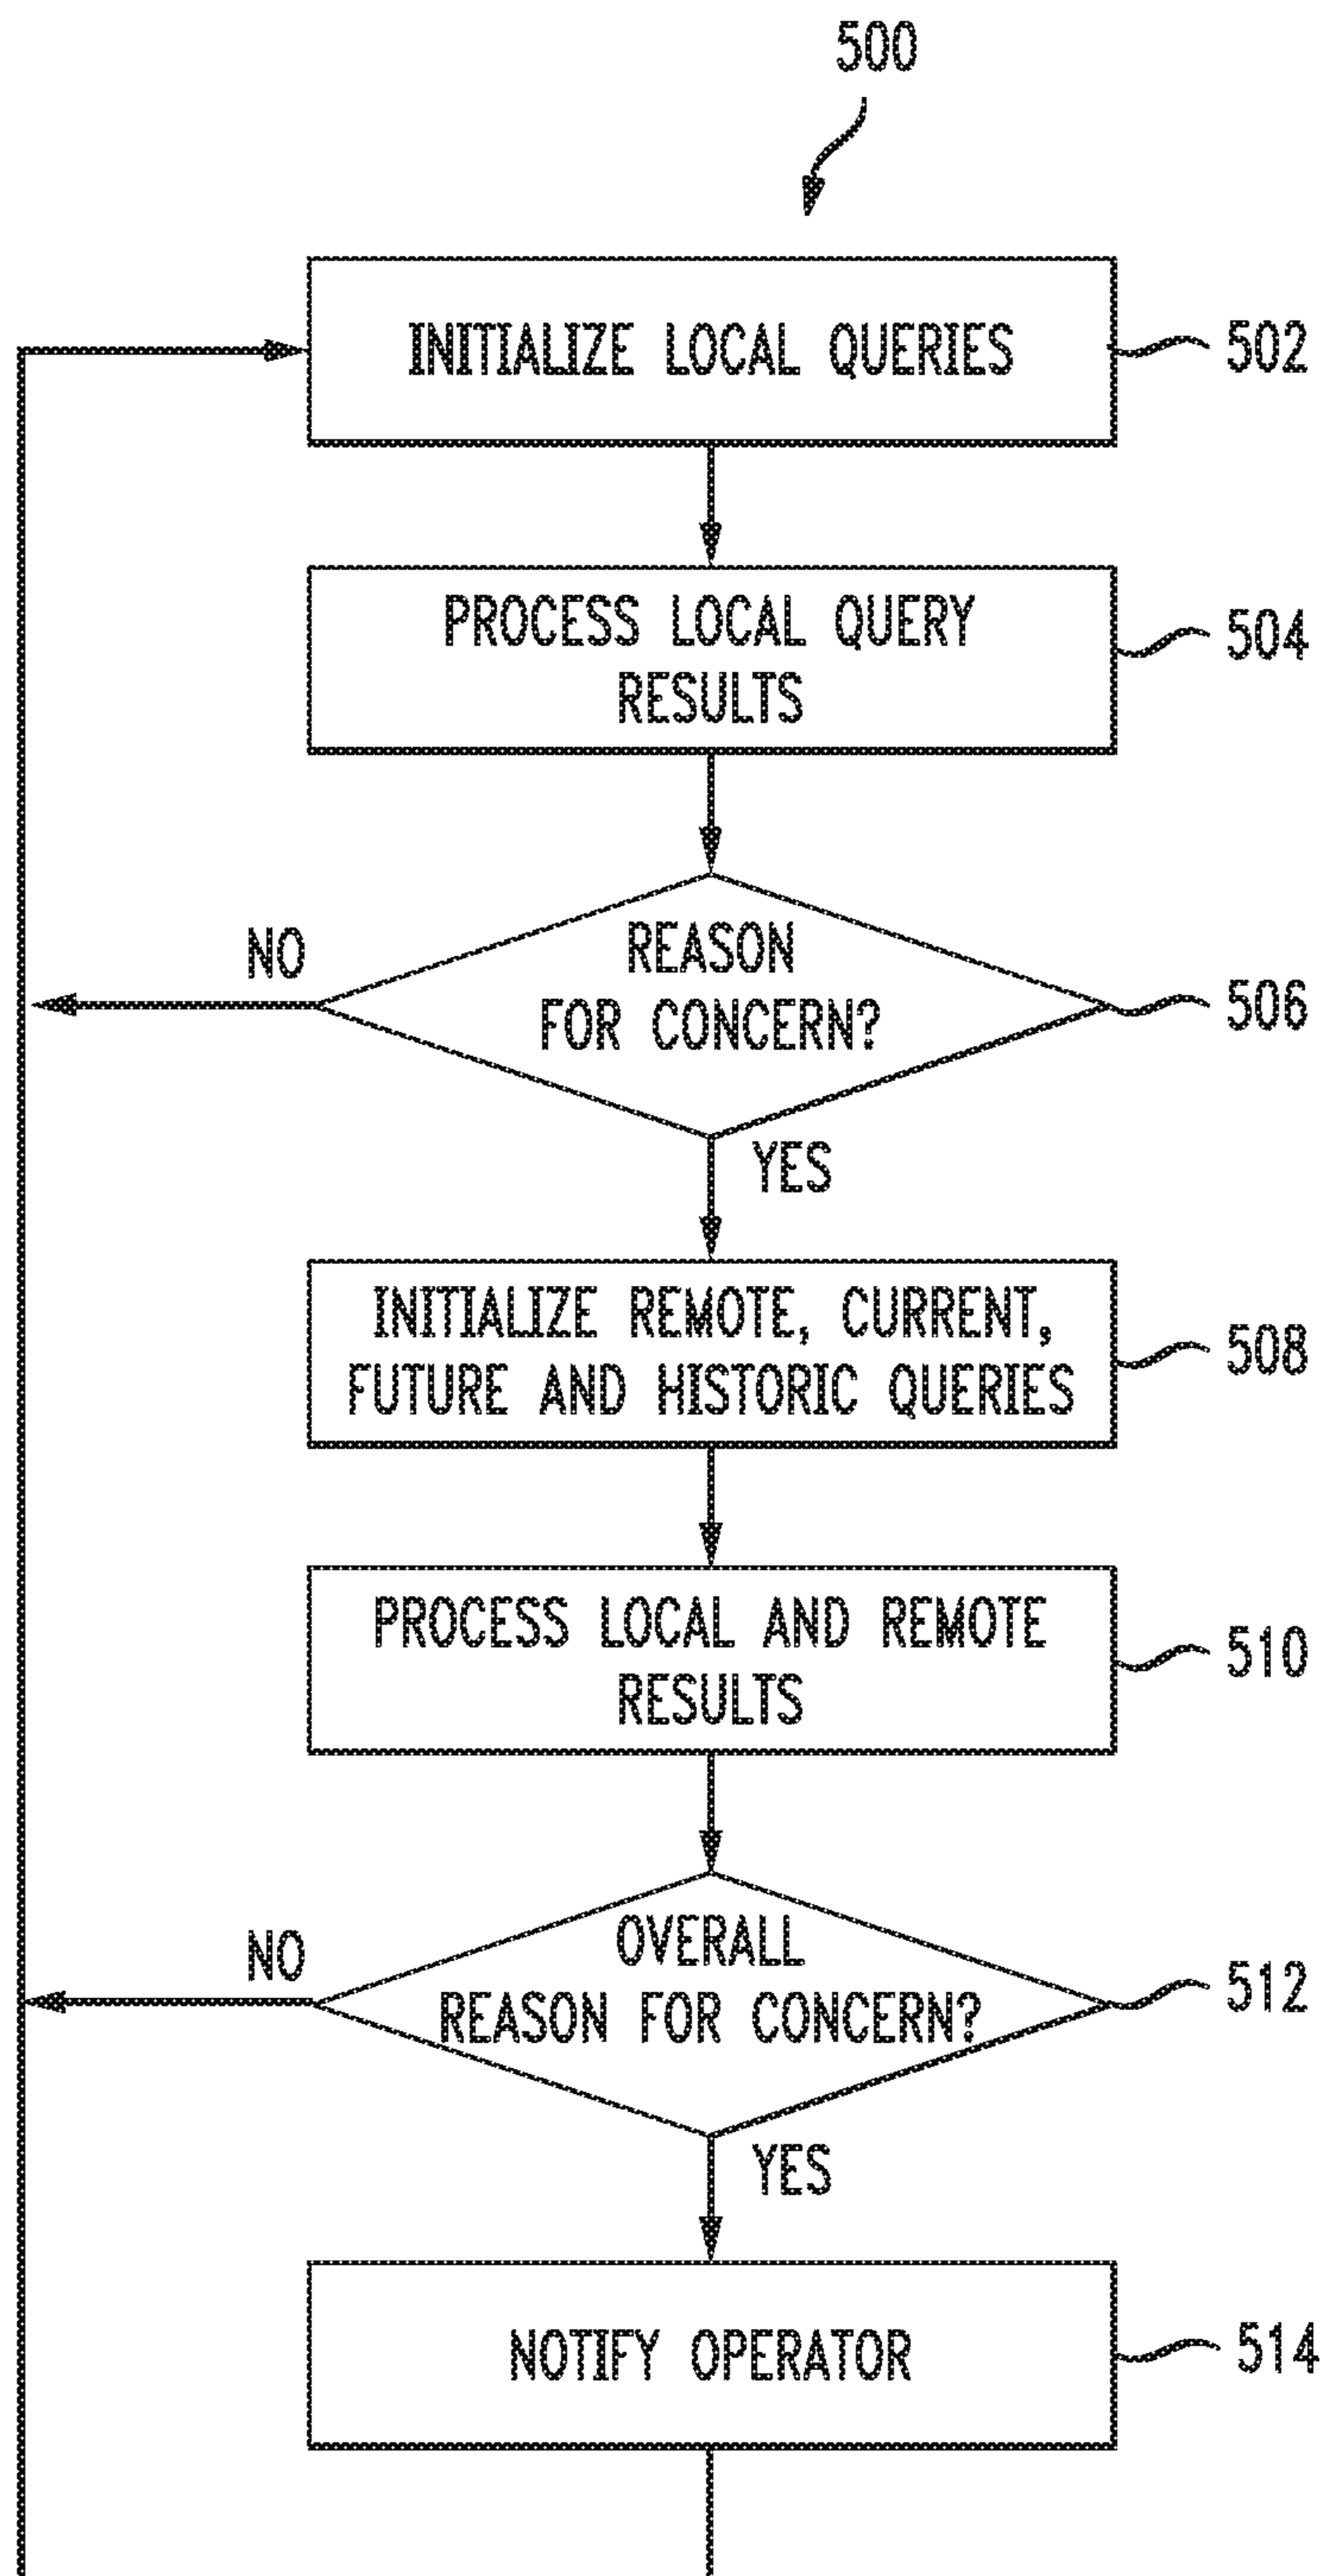 500
INITIALIZE LOCAL QUERIES
502
PROCESS LOCAL QUERY
RESULTS
504
NO
REASON
FOR CONCERN?
506
YES
INITIALIZE REMOTE, CURRENT,
FUTURE AND HISTORIC QUERIES
508
PROCESS LOCAL AND REMOTE
RESULTS
510
NO
OVERALL
REASON FOR CONCERN?
512
YES
NOTIFY OPERATOR
514